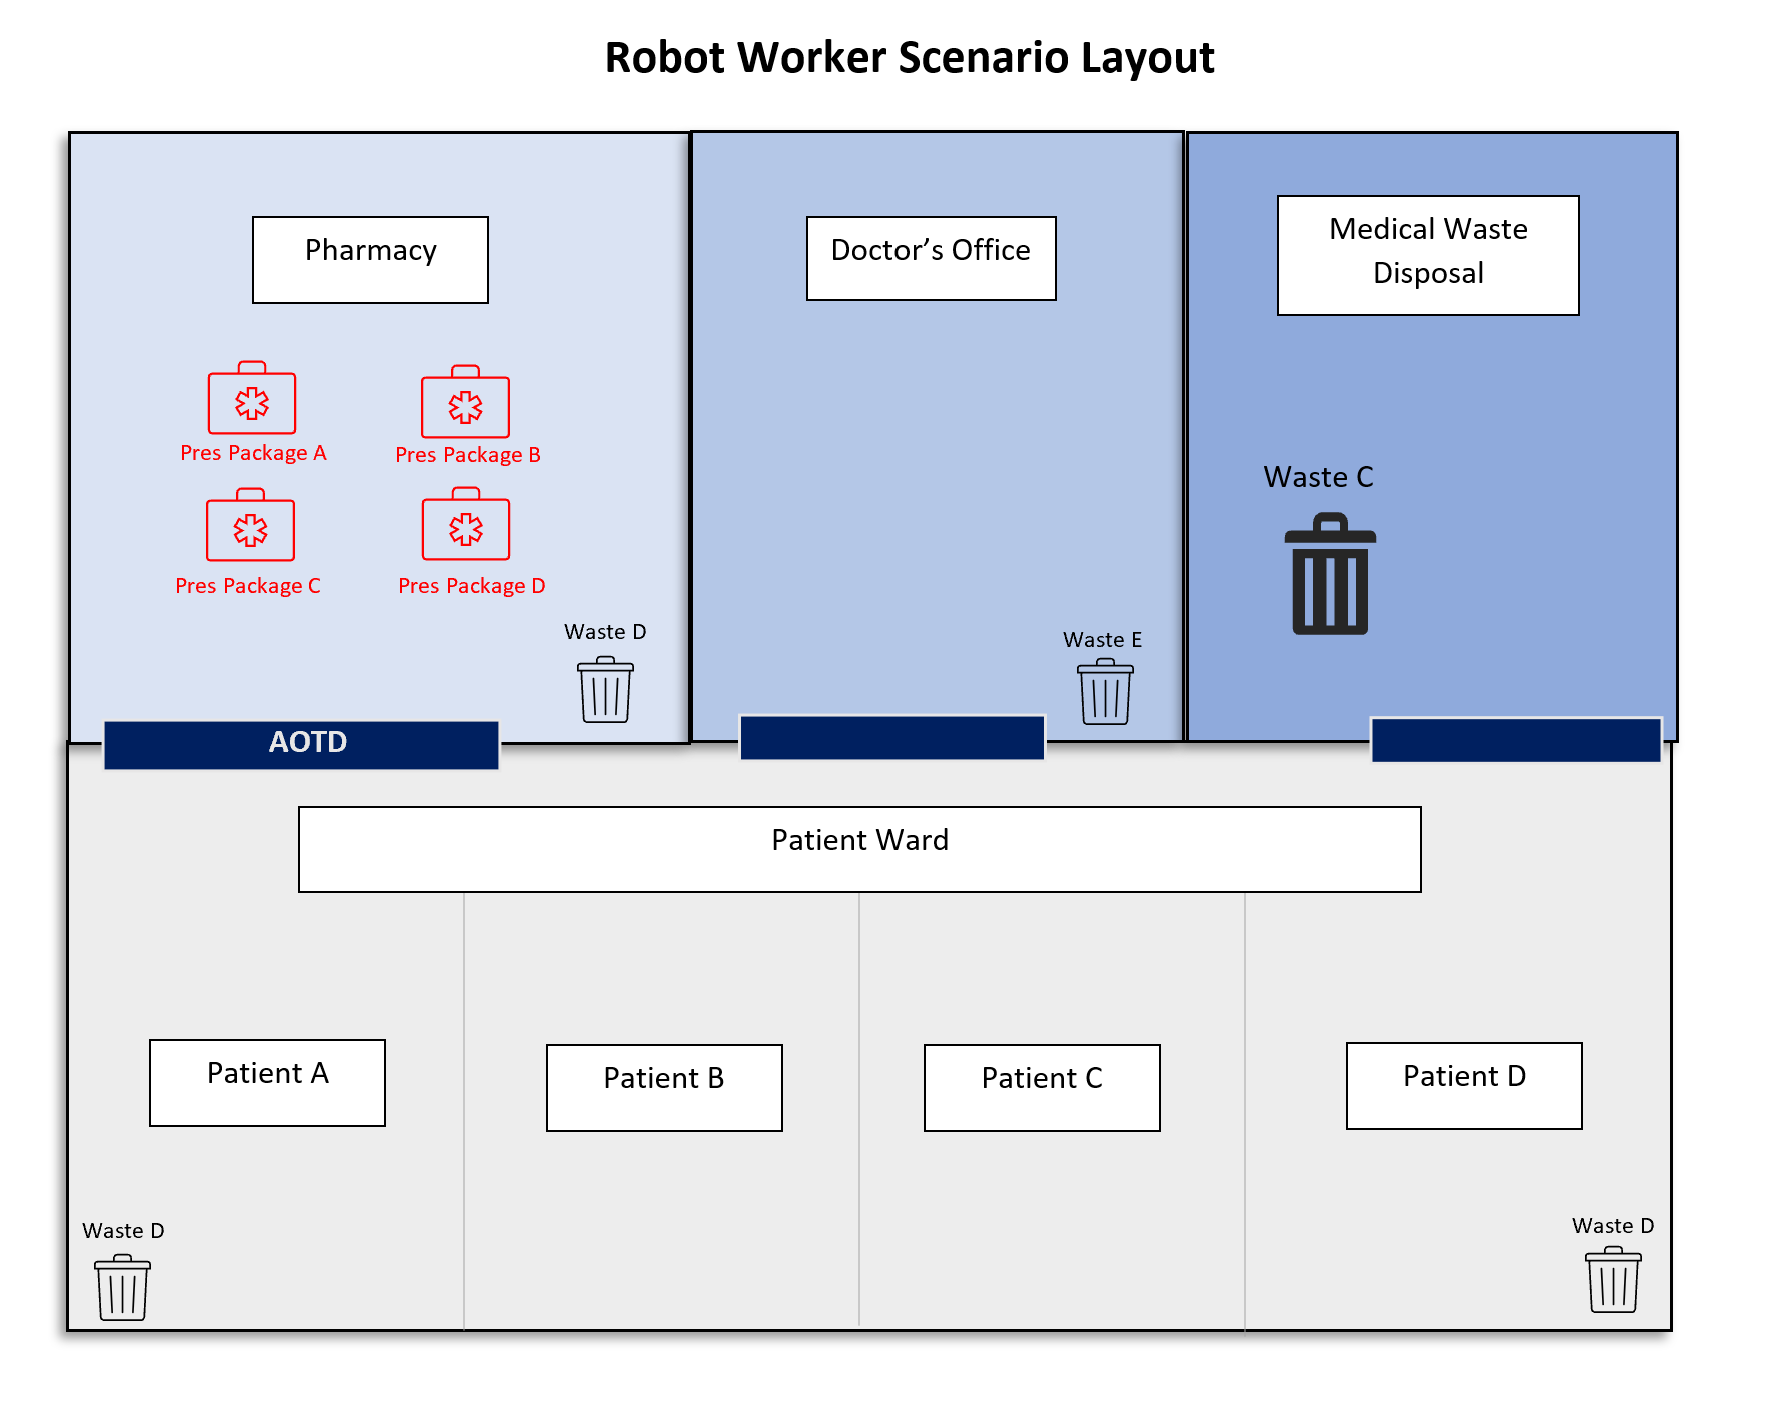 Robot Worker Scenario Layout
Pharmacy
Doctor’s Office
Medical Waste
Disposal
Pres Package A
Pres Package B
Waste C
Pres Package C
Pres Package D
Waste D
Waste E
AOTD
Patient Ward
Patient A
Patient B
Patient C
Patient D
Waste D
Waste D